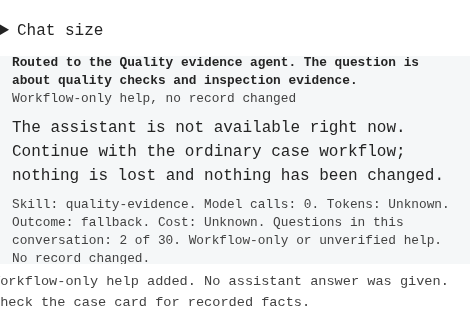 Chat size
Routed to the Quality evidence agent. The question is
about quality checks and inspection evidence.
Workflow-only help, no record changed
The assistant is not available right now.
Continue with the ordinary case workflow;
nothing is lost and nothing has been changed.
Skill: quality-evidence. Model calls: 0. Tokens: Unknown.
Outcome: fallback. Cost: Unknown. Questions in this
conversation: 2 of 30. Workflow-only or unverified help.
No record changed.
orkflow-only help added. No assistant answer was given.
heck the case card for recorded facts.